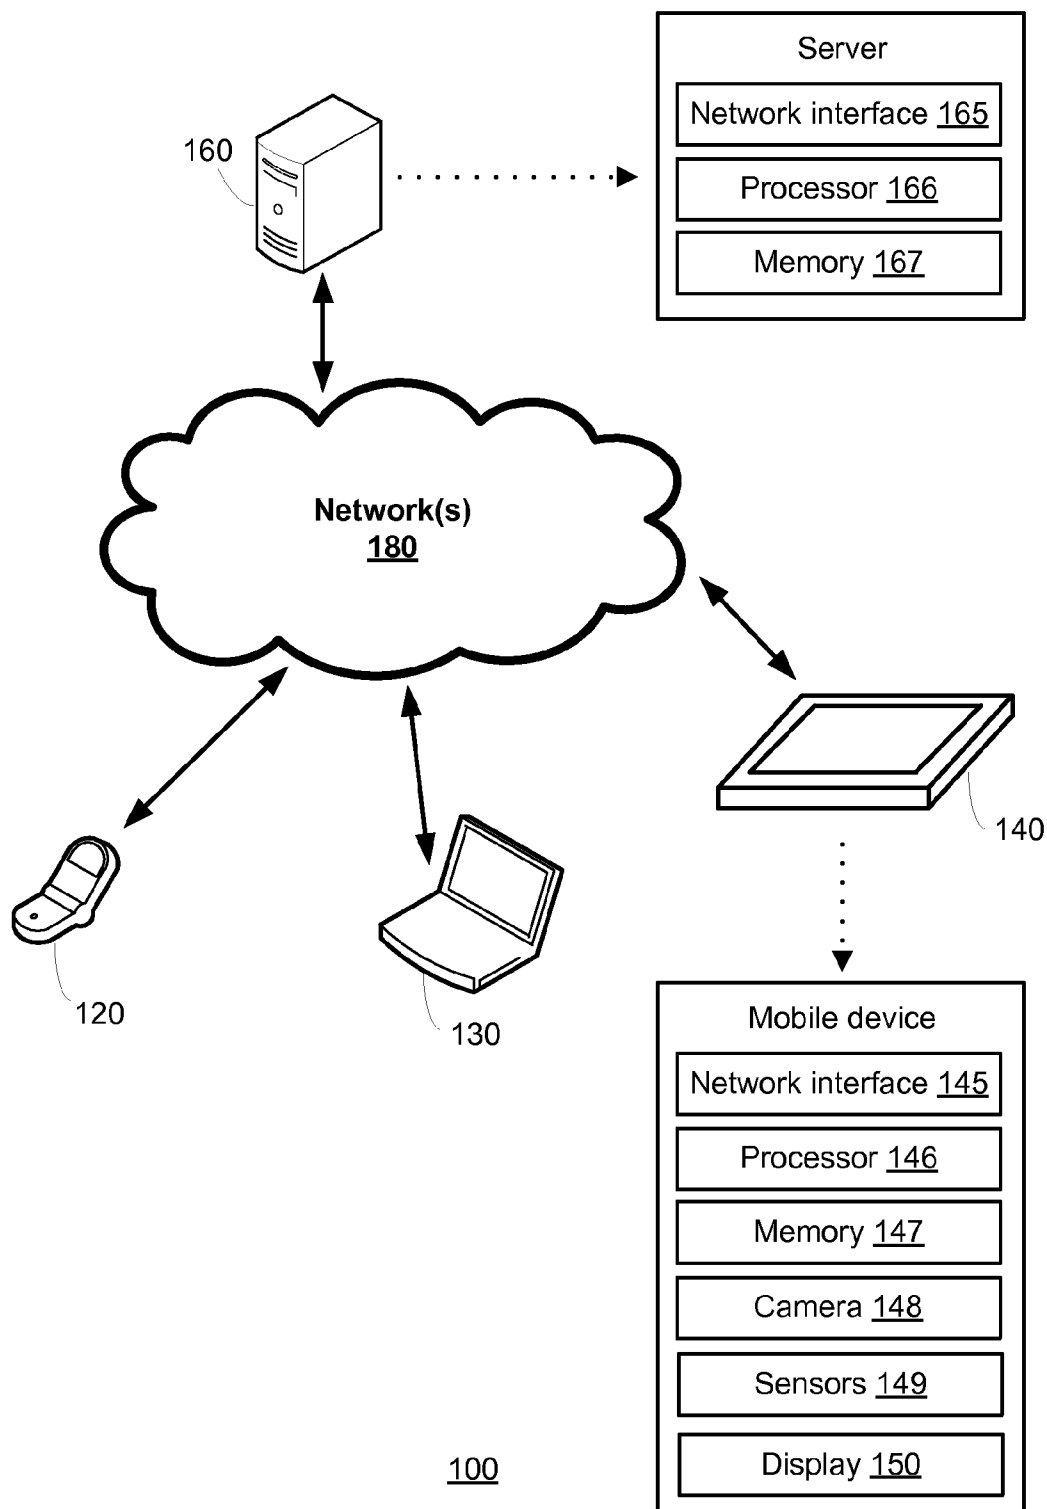 Server
Network interface 165
Processor 166
Memory 167
160
Network(s)
180
140
120
130
Mobile device
Network interface 145
Processor 146
Memory 147
Camera 148
Sensors 149
Display 150
100